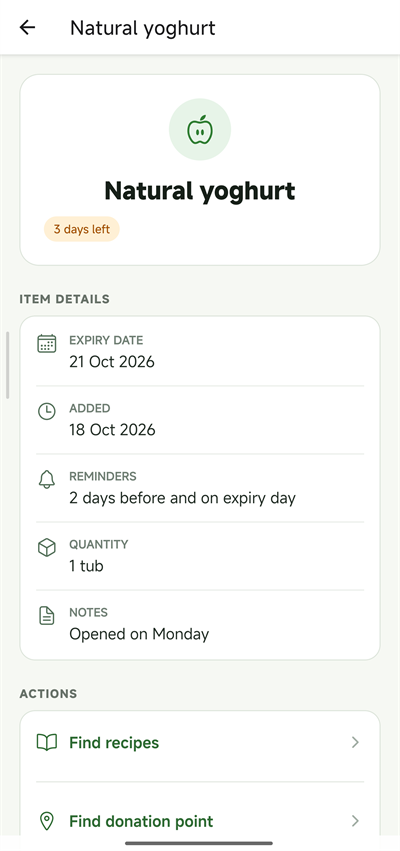 Natural yoghurt
Natural yoghurt
3 days left
ITEM DETAILS
EXPIRY DATE
21 Oct 2026
ADDED
18 Oct 2026
REMINDERS
2 days before and on expiry day
QUANTITY
1 tub
NOTES
Opened on Monday
ACTIONS
Find recipes
Find donation point